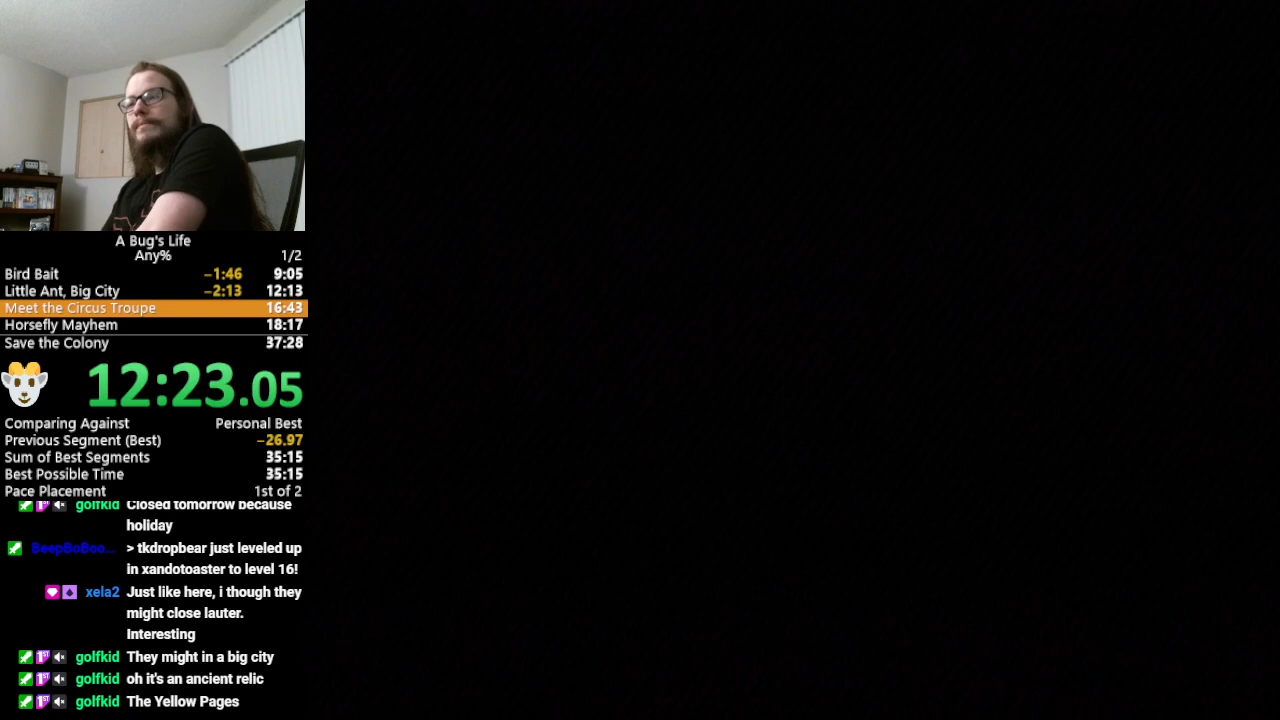 A Bug's Life
Any% 1/2
Bird Bait −1:46 9:05
Little Ant, Big City −2:13 12:13
Meet the Circus Troupe 16:43
Horsefly Mayhem 18:17
Save the Colony 37:28
12:23.05
Comparing Against Personal Best
Previous Segment (Best) −26.97
Sum of Best Segments 35:15
Best Possible Time 35:15
Pace Placement 1st of 2
golfkid Closed tomorrow because
holiday
BeepBoBoo... > tkdropbear just leveled up
in xandotoaster to level 16!
xela2 Just like here, i though they
might close lauter.
Interesting
golfkid They might in a big city
golfkid oh it's an ancient relic
golfkid The Yellow Pages